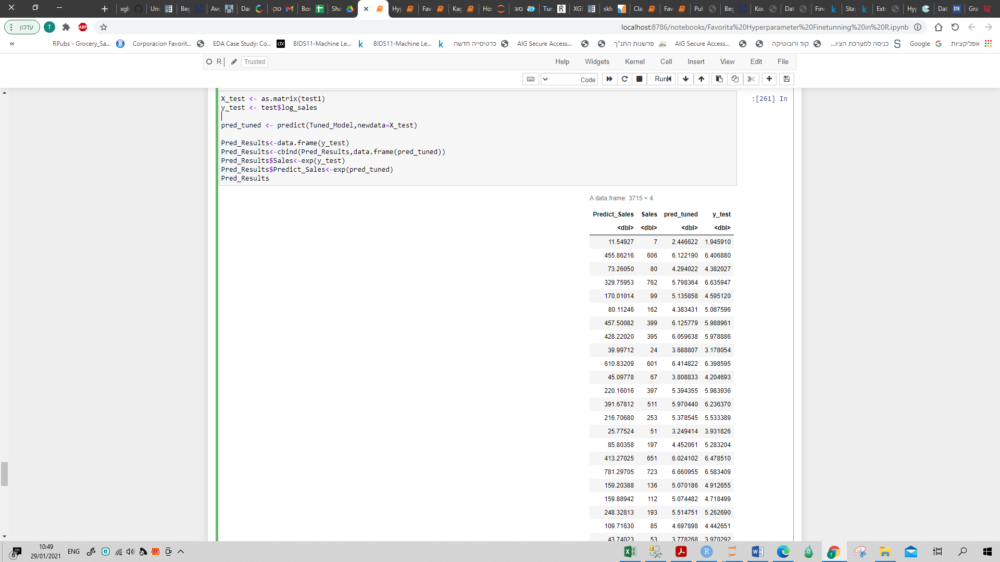 xgb Unc Beg Avc Dar טקי Box Sha Hyp Fav Kag Hor סוגי Tun XGI skle Cla Fav Pul Beg Koc Dat Finc Stac Extr Hyp Dat Gra
עדכון T ABP localhost:8786/notebooks/Favorita%20Hyperparameter%20Finetunning%20in%20R.ipynb
« RPubs - Grocery_Sa... Corporacion Favorit... EDA Case Study: Co... BIDS11-Machine Le... BIDS11-Machine Le... כרטיסייה חדשה AIG Secure Access... פרשנות התנ"ך AIG Secure Access... קוד ורובוטיקה כניסה למערכת הציו... Google אפליקציות
R Trusted Help Widgets Kernel Cell Insert View Edit File
Code Run
X_test <- as.matrix(test1) :[261] In
y_test <- test$log_sales
pred_tuned <- predict(Tuned_Model,newdata=X_test)
Pred_Results<-data.frame(y_test)
Pred_Results<-cbind(Pred_Results,data.frame(pred_tuned))
Pred_Results$Sales<-exp(y_test)
Pred_Results$Predict_Sales<-exp(pred_tuned)
Pred_Results
A data.frame: 3715 × 4
Predict_Sales Sales pred_tuned y_test
<dbl> <dbl> <dbl> <dbl>
11.54927 7 2.446622 1.945910
455.86216 606 6.122190 6.406880
73.26050 80 4.294022 4.382027
329.75953 762 5.798364 6.635947
170.01014 99 5.135858 4.595120
80.11246 162 4.383431 5.087596
457.50082 399 6.125779 5.988961
428.22020 395 6.059638 5.978886
39.99712 24 3.688807 3.178054
610.83209 601 6.414822 6.398595
45.09778 67 3.808833 4.204693
220.16016 397 5.394355 5.983936
391.67812 511 5.970440 6.236370
216.70680 253 5.378545 5.533389
25.77524 51 3.249414 3.931826
85.80358 197 4.452061 5.283204
413.27025 651 6.024102 6.478510
781.29705 723 6.660955 6.583409
159.20388 136 5.070186 4.912655
159.88942 112 5.074482 4.718499
248.32813 193 5.514751 5.262690
109.71630 85 4.697898 4.442651
43.74023 53 3.778268 3.970292
10:49
29/01/2021
ENG